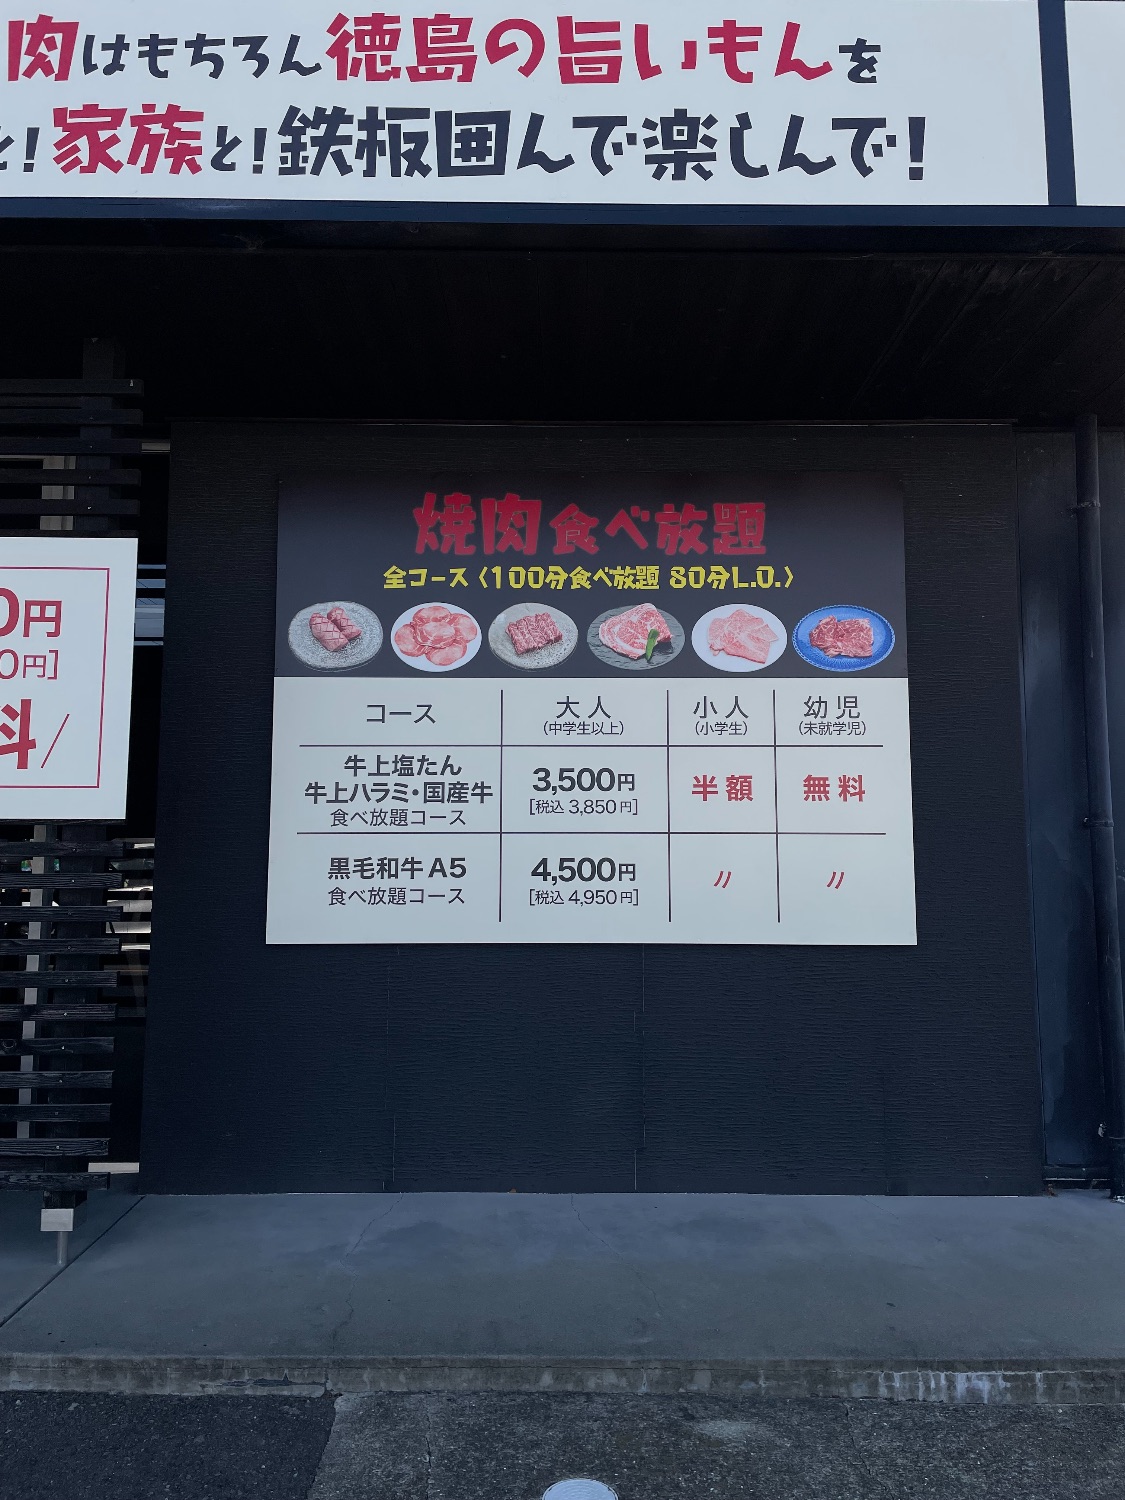 肉はもちろん徳島の旨いもんを
と!家族と!鉄板囲んで楽しんで!
焼肉食べ放題
全コース〈100分食べ放題 80分L.O.〉
コース 大人 小人 幼児
(中学生以上) (小学生) (未就学児)
牛上塩たん
牛上ハラミ・国産牛
食べ放題コース
3,500円 半額 無料
[税込 3,850円]
黒毛和牛A5
食べ放題コース
4,500円 〃 〃
[税込 4,950円]
0円
0円]
料/